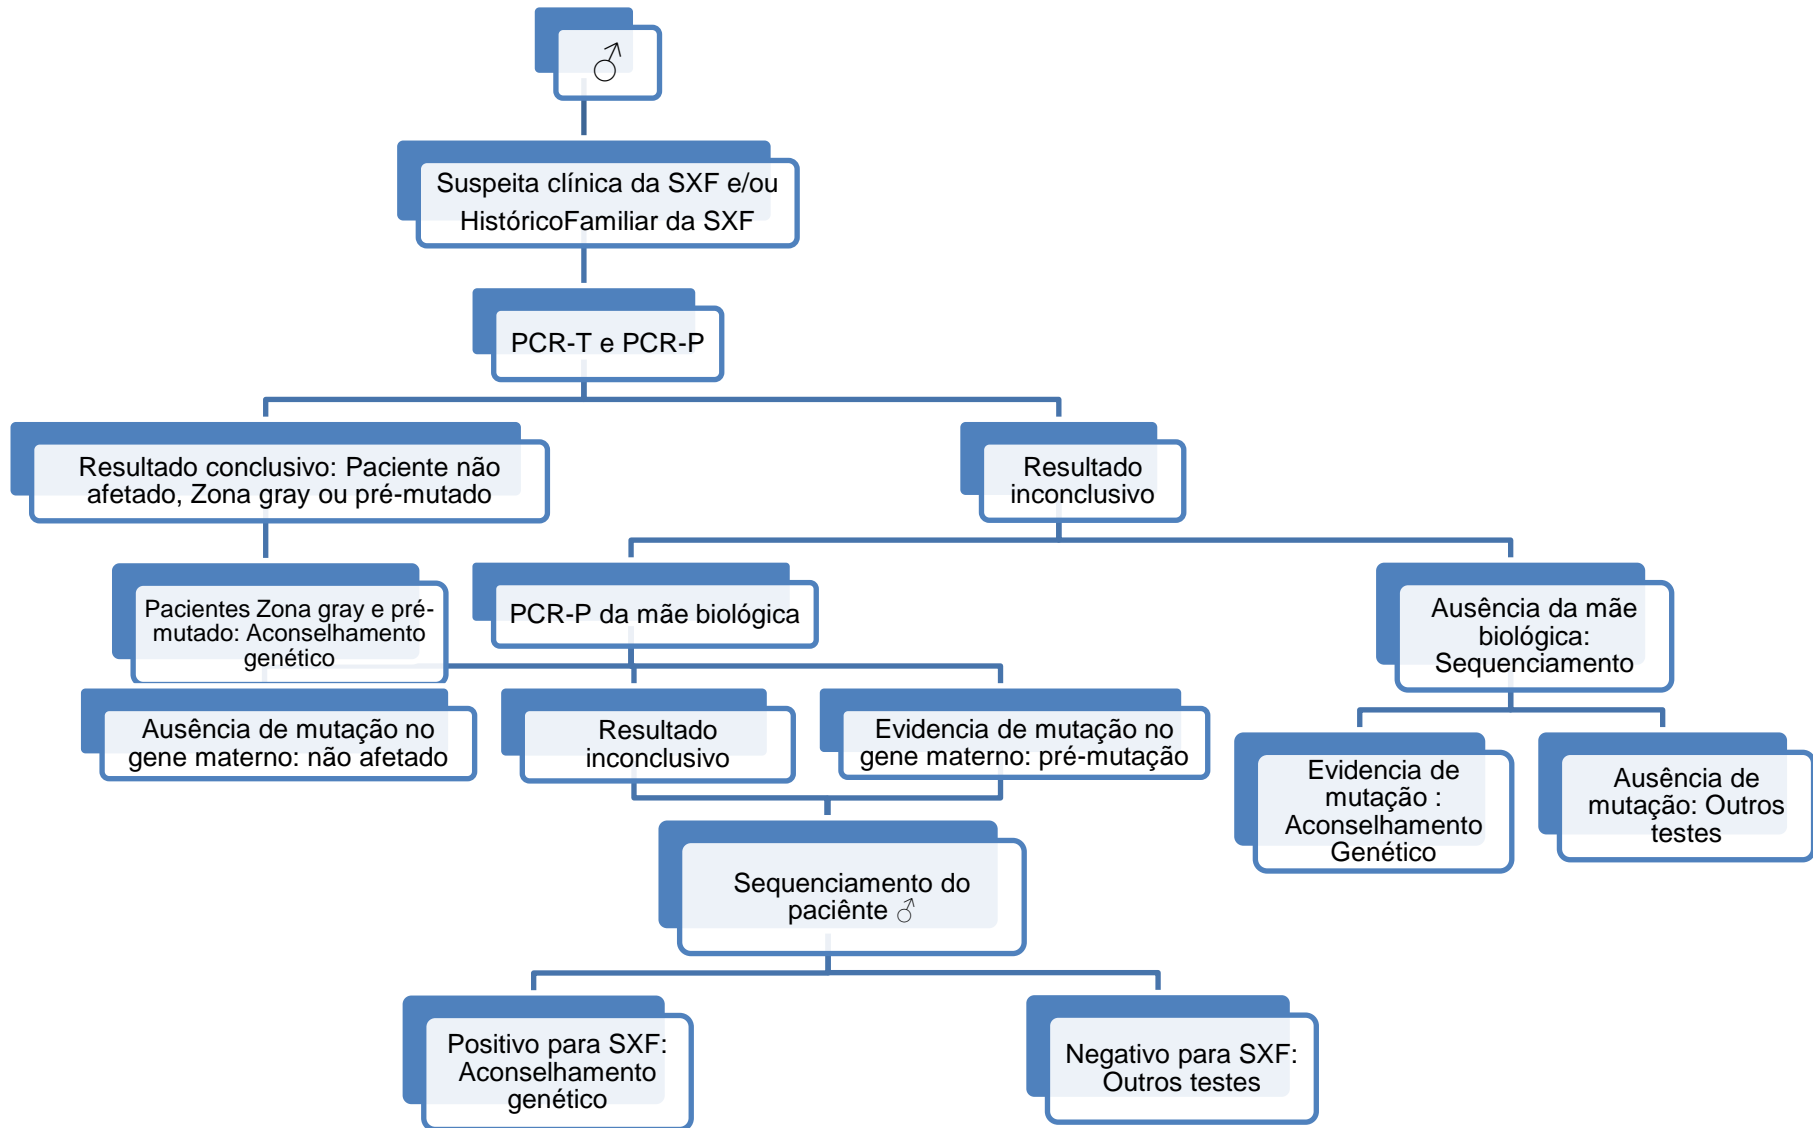 ♂
Suspeita clínica da SXF e/ou
HistóricoFamiliar da SXF
PCR-T e PCR-P
Resultado conclusivo: Paciente não
afetado, Zona gray ou pré-mutado
Resultado
inconclusivo
Pacientes Zona gray e pré-
mutado: Aconselhamento
genético
PCR-P da mãe biológica
Ausência da mãe
biológica:
Sequenciamento
Ausência de mutação no
gene materno: não afetado
Resultado
inconclusivo
Evidencia de mutação no
gene materno: pré-mutação
Evidencia de
mutação :
Aconselhamento
Genético
Ausência de
mutação: Outros
testes
Sequenciamento do
paciênte ♂
Positivo para SXF:
Aconselhamento
genético
Negativo para SXF:
Outros testes